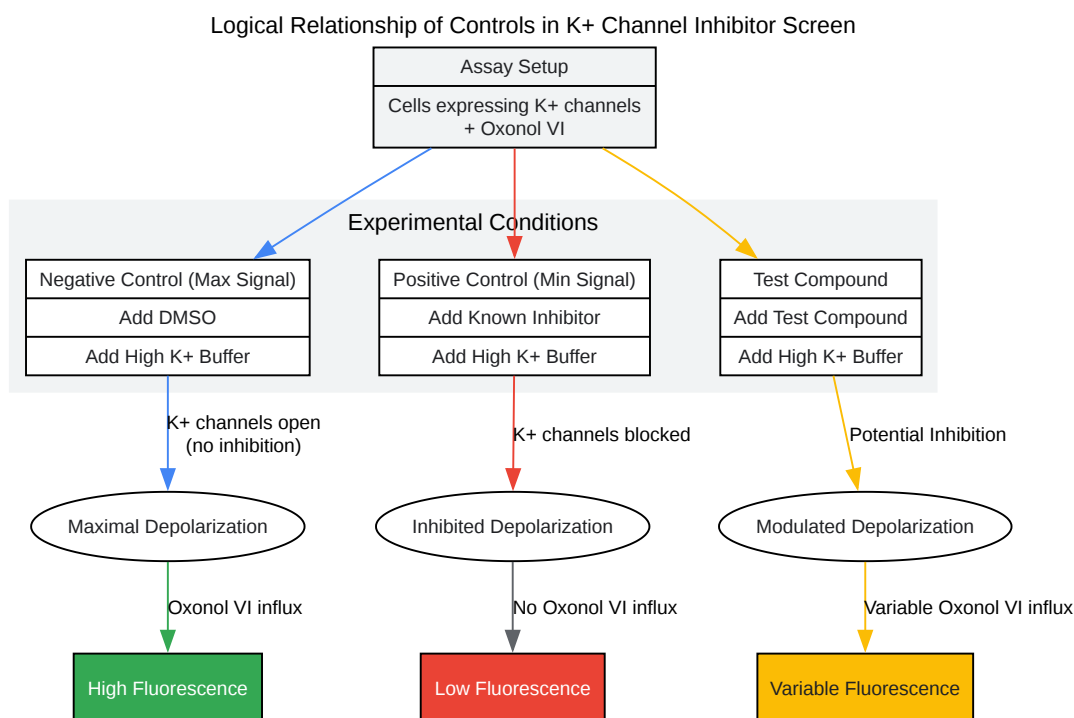 Logical Relationship of Controls in K+ Channel Inhibitor Screen
Assay Setup
Cells expressing K+ channels
+ Oxonol VI
Experimental Conditions
Negative Control (Max Signal)
Add DMSO
Add High K+ Buffer
Positive Control (Min Signal)
Add Known Inhibitor
Add High K+ Buffer
Test Compound
Add Test Compound
Add High K+ Buffer
K+ channels open
(no inhibition)
K+ channels blocked
Potential Inhibition
Maximal Depolarization
Inhibited Depolarization
Modulated Depolarization
Oxonol VI influx
No Oxonol VI influx
Variable Oxonol VI influx
High Fluorescence
Low Fluorescence
Variable Fluorescence